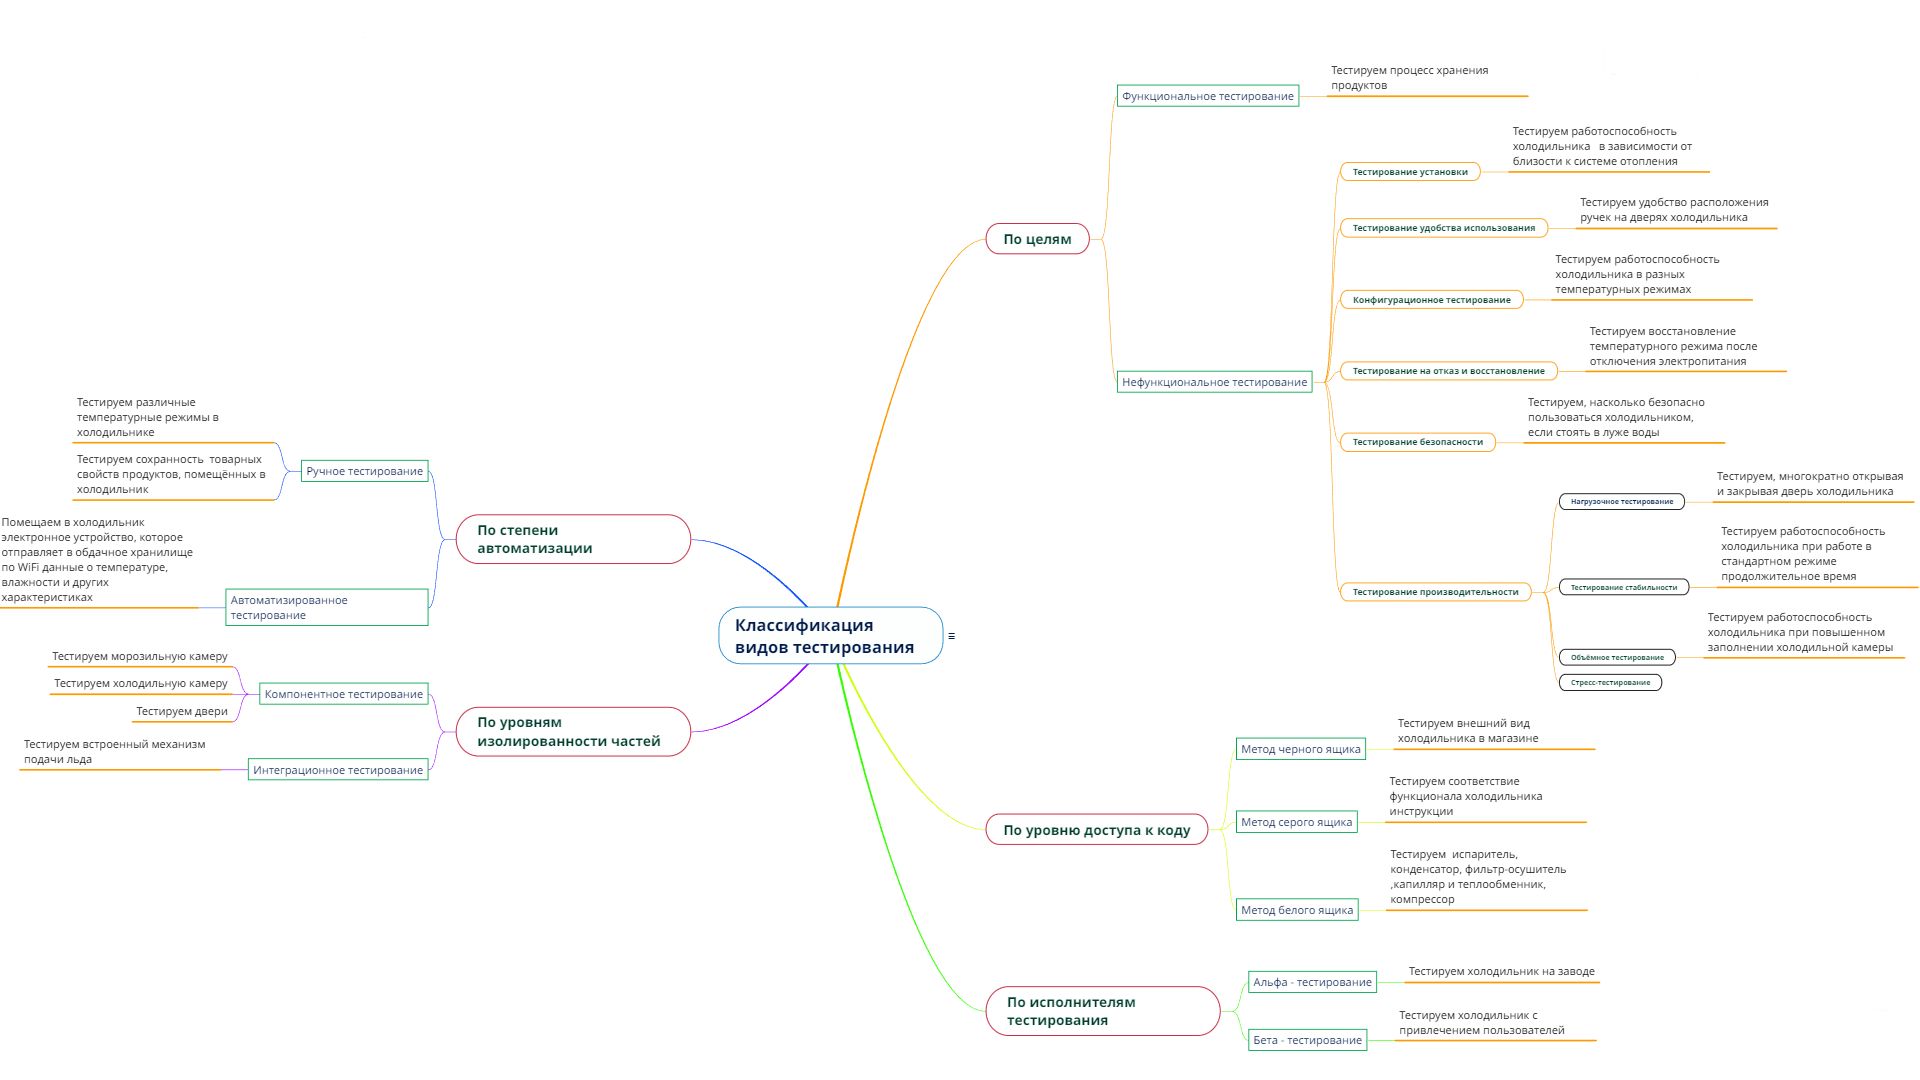 Классификация
видов тестирования
По целям
Функциональное тестирование
Тестируем процесс хранения
продуктов
Нефункциональное тестирование
Тестирование установки
Тестируем работоспособность
холодильника   в зависимости от
близости к системе отопления
Тестирование удобства использования
Тестируем удобство расположения
ручек на дверях холодильника
Конфигурационное тестирование
Тестируем работоспособность
холодильника в разных
температурных режимах
Тестирование на отказ и восстановление
Тестируем восстановление
температурного режима после
отключения электропитания
Тестирование безопасности
Тестируем, насколько безопасно
пользоваться холодильником,
если стоять в луже воды
Тестирование производительности
Нагрузочное тестирование
Тестируем, многократно открывая
и закрывая дверь холодильника
Тестирование стабильности
Тестируем работоспособность
холодильника при работе в
стандартном режиме
продолжительное время
Объёмное тестирование
Тестируем работоспособность
холодильника при повышенном
заполнении холодильной камеры
Стресс-тестирование
По уровню доступа к коду
Метод черного ящика
Тестируем внешний вид
холодильника в магазине
Метод серого ящика
Тестируем соответствие
функционала холодильника
инструкции
Метод белого ящика
Тестируем  испаритель,
конденсатор, фильтр-осушитель
,капилляр и теплообменник,
компрессор
По исполнителям
тестирования
Альфа - тестирование
Тестируем холодильник на заводе
Бета - тестирование
Тестируем холодильник с
привлечением пользователей
По степени
автоматизации
Ручное тестирование
Тестируем различные
температурные режимы в
холодильнике
Тестируем сохранность  товарных
свойств продуктов, помещённых в
холодильник
Автоматизированное
тестирование
Помещаем в холодильник
электронное устройство, которое
отправляет в обдачное хранилище
по WiFi данные о температуре,
влажности и других
характеристиках
По уровням
изолированности частей
Компонентное тестирование
Тестируем морозильную камеру
Тестируем холодильную камеру
Тестируем двери
Интеграционное тестирование
Тестируем встроенный механизм
подачи льда